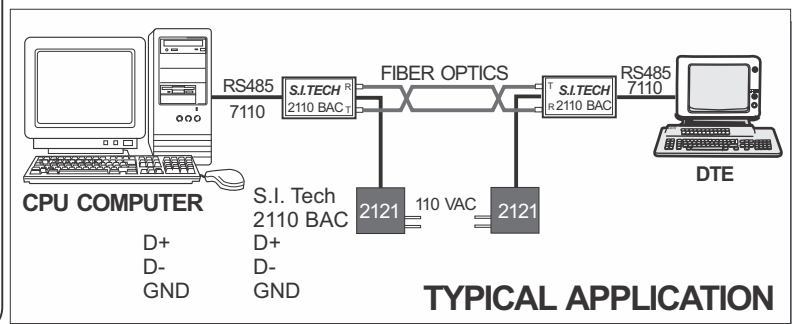 RS485
7110
S.I.TECH R
2110 BAC T
FIBER OPTICS
T S.I.TECH
R 2110 BAC
RS485
7110
DTE
CPU COMPUTER
S.I. Tech
2110 BAC
2121
110 VAC
2121
D+ D+
D- D-
GND GND
TYPICAL APPLICATION